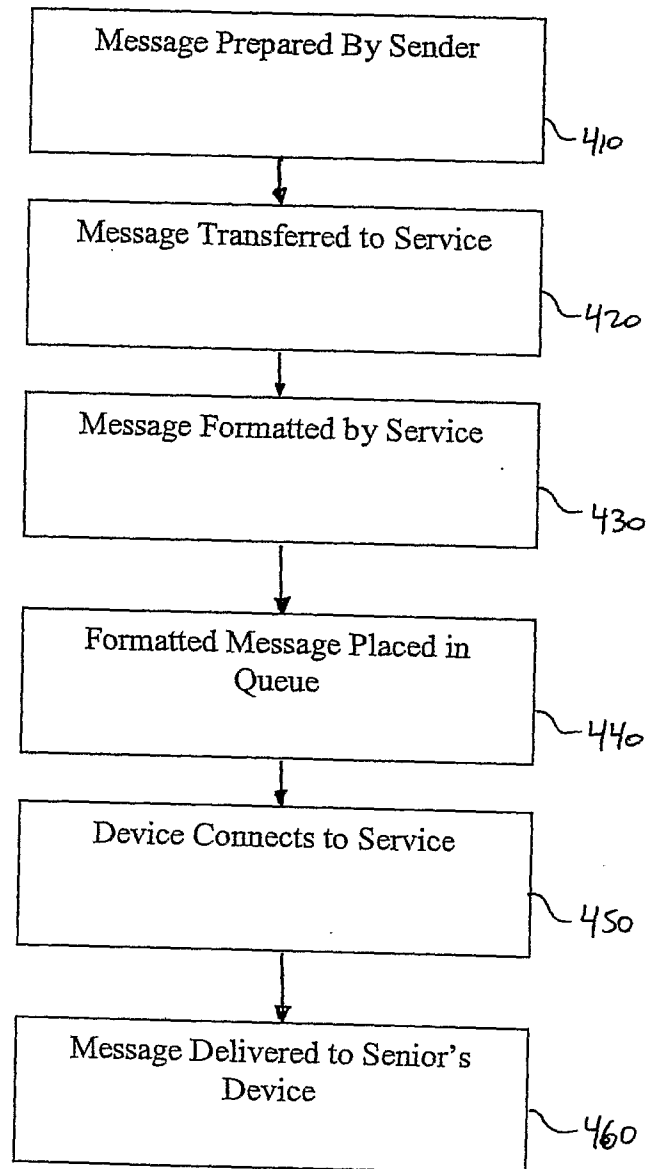 Message Prepared By Sender
410
Message Transferred to Service
420
Message Formatted by Service
430
Formatted Message Placed in
Queue
440
Device Connects to Service
450
Message Delivered to Senior's
Device
460